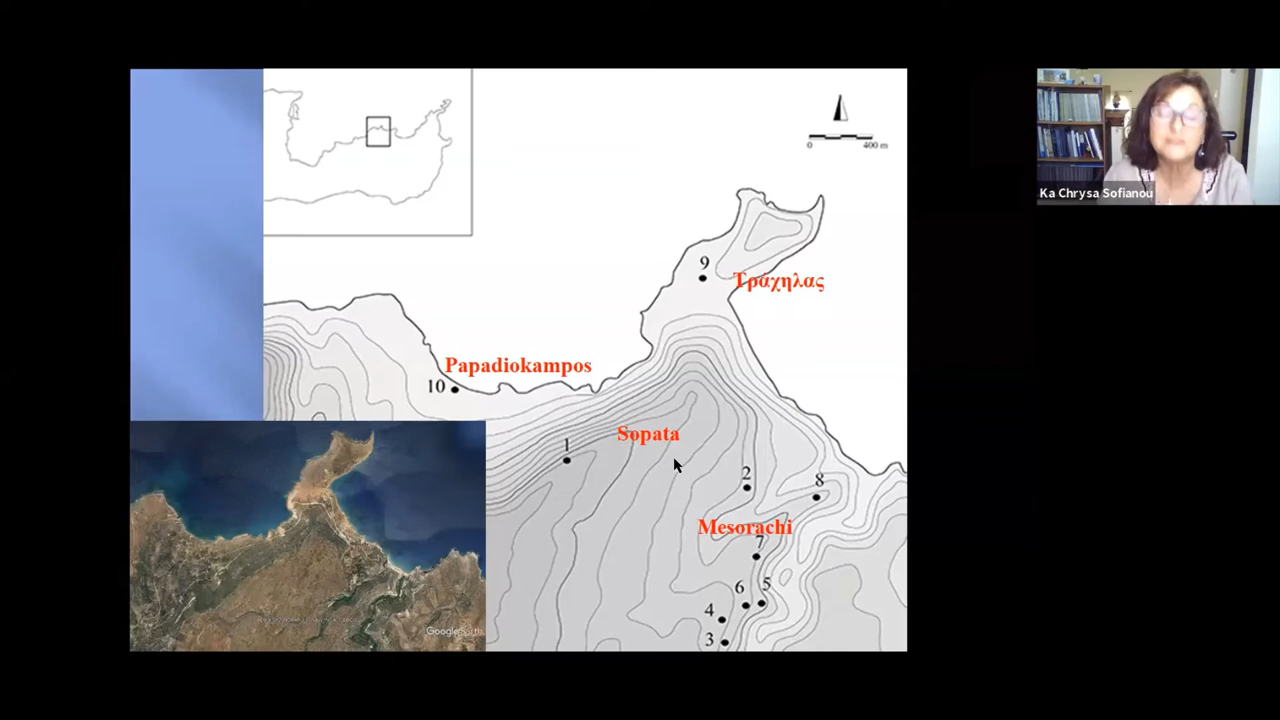 0 400 m
Ka Chrysa Sofianou
9
Τράχηλας
Papadiokampos
10
Sopata
1
2
8
Mesorachi
7
6
5
4
3
Google Earth